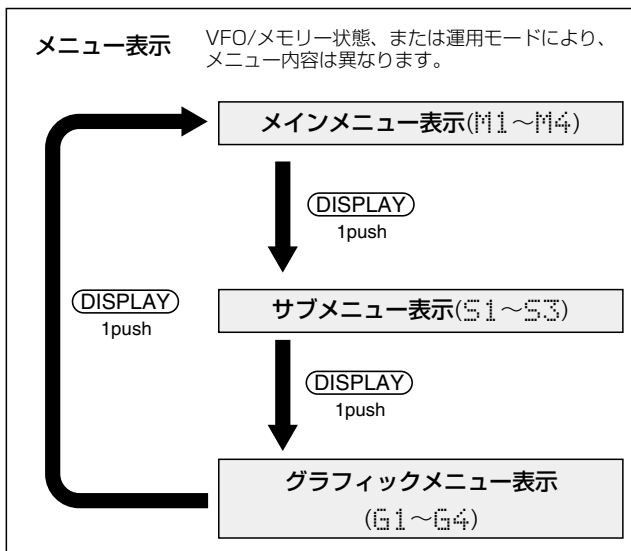 メニュー表示
VFO/メモリー状態、または運用モードにより、
メニュー内容は異なります。
メインメニュー表示(M1〜M4)
DISPLAY
1push
DISPLAY
1push
サブメニュー表示(S1〜S3)
DISPLAY
1push
グラフィックメニュー表示
(G1〜G4)